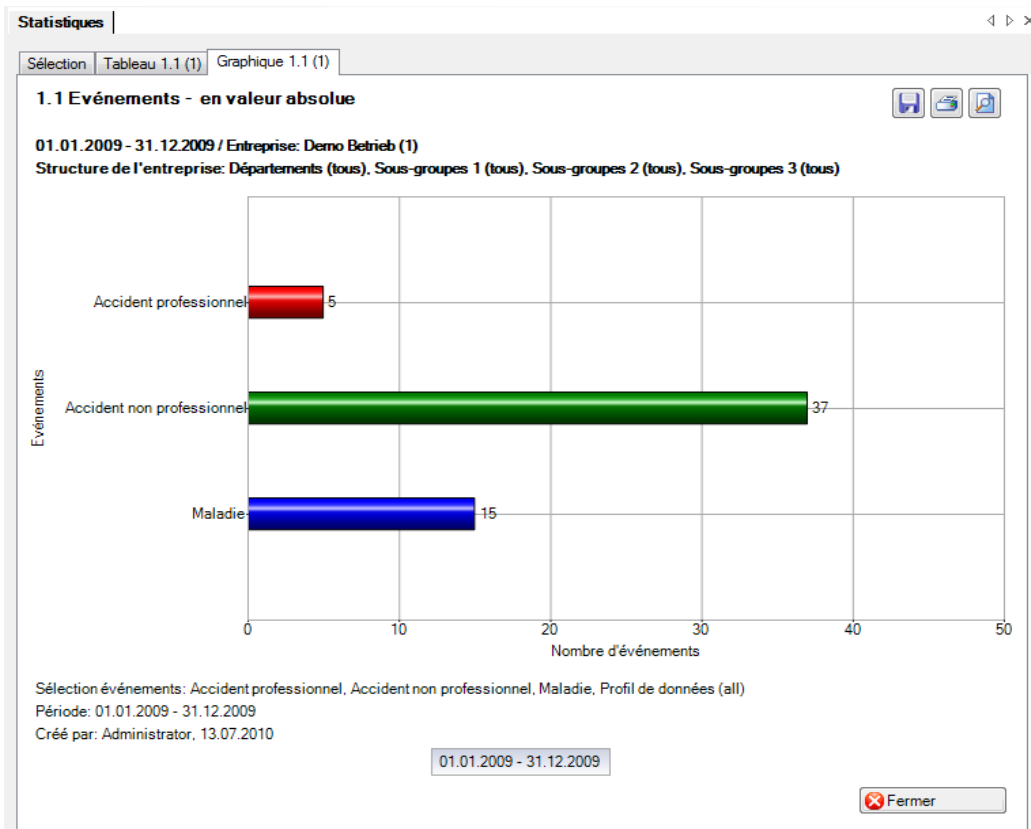 Statistiques
Sélection Tableau 1.1 (1) Graphique 1.1 (1)
1.1 Evénements - en valeur absolue
01.01.2009 - 31.12.2009 / Entreprise: Demo Betrieb (1)
Structure de l'entreprise: Départements (tous), Sous-groupes 1 (tous), Sous-groupes 2 (tous), Sous-groupes 3 (tous)
Evénements
Accident professionnel 5
Accident non professionnel 37
Maladie 15
0 10 20 30 40 50
Nombre d'événements
Sélection événements: Accident professionnel, Accident non professionnel, Maladie, Profil de données (all)
Période: 01.01.2009 - 31.12.2009
Créé par: Administrator, 13.07.2010
01.01.2009 - 31.12.2009
Fermer